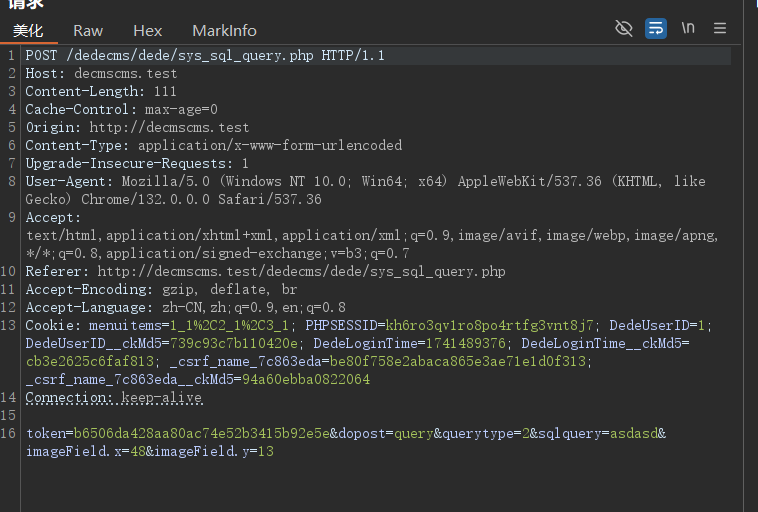 请求
美化 Raw Hex MarkInfo \n
1 POST /dedecms/dede/sys_sql_query.php HTTP/1.1
2 Host: decmscms.test
3 Content-Length: 111
4 Cache-Control: max-age=0
5 Origin: http://decmscms.test
6 Content-Type: application/x-www-form-urlencoded
7 Upgrade-Insecure-Requests: 1
8 User-Agent: Mozilla/5.0 (Windows NT 10.0; Win64; x64) AppleWebKit/537.36 (KHTML, like
Gecko) Chrome/132.0.0.0 Safari/537.36
9 Accept:
text/html,application/xhtml+xml,application/xml;q=0.9,image/avif,image/webp,image/apng,
*/*;q=0.8,application/signed-exchange;v=b3;q=0.7
10 Referer: http://decmscms.test/dedecms/dede/sys_sql_query.php
11 Accept-Encoding: gzip, deflate, br
12 Accept-Language: zh-CN,zh;q=0.9,en;q=0.8
13 Cookie: menuitems=1_1%2C2_1%2C3_1; PHPSESSID=kh6ro3qv1ro8po4rtfg3vnt8j7; DedeUserID=1;
DedeUserID__ckMd5=739c93c7b110420e; DedeLoginTime=1741489376; DedeLoginTime__ckMd5=
cb3e2625c6faf813; _csrf_name_7c863eda=be80f758e2abaca865e3ae71e1d0f313;
_csrf_name_7c863eda__ckMd5=94a60ebba0822064
14 Connection: keep-alive
15
16 token=b6506da428aa80ac74e52b3415b92e5e&dopost=query&querytype=2&sqlquery=asdasd&
imageField.x=48&imageField.y=13